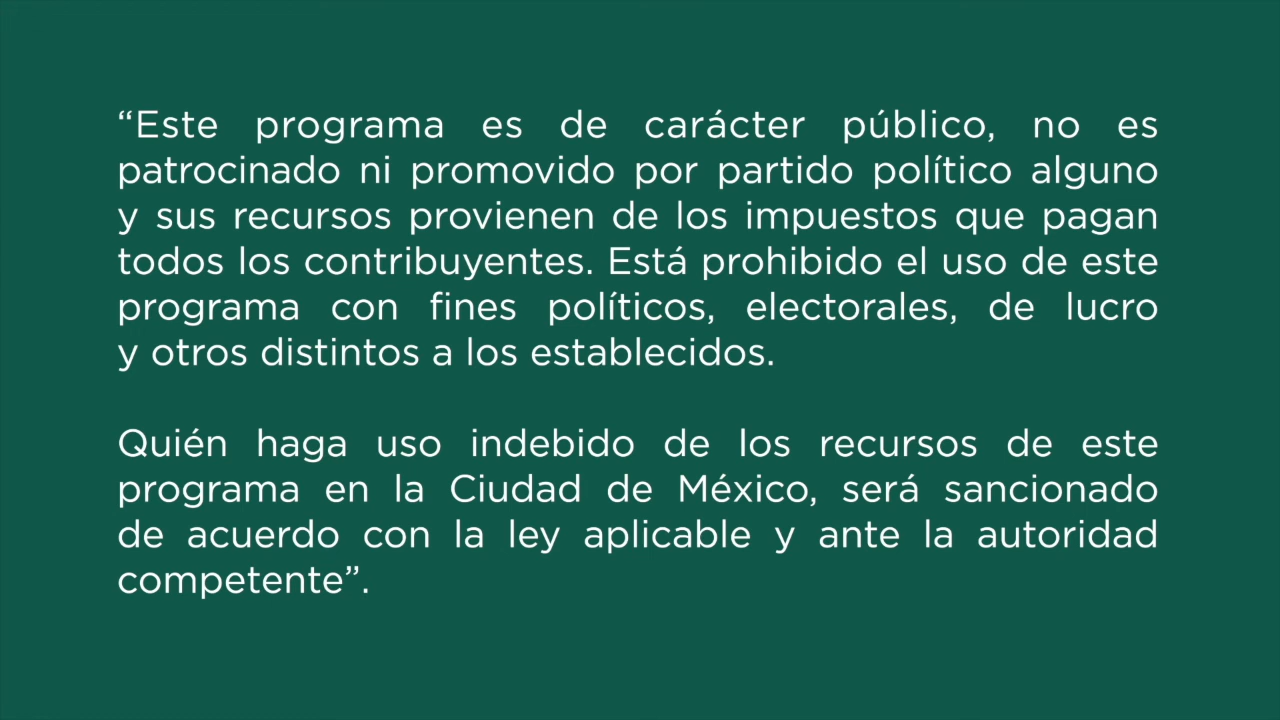 “Este programa es de carácter público, no es
patrocinado ni promovido por partido político alguno
y sus recursos provienen de los impuestos que pagan
todos los contribuyentes. Está prohibido el uso de este
programa con fines políticos, electorales, de lucro
y otros distintos a los establecidos.
Quién haga uso indebido de los recursos de este
programa en la Ciudad de México, será sancionado
de acuerdo con la ley aplicable y ante la autoridad
competente”.